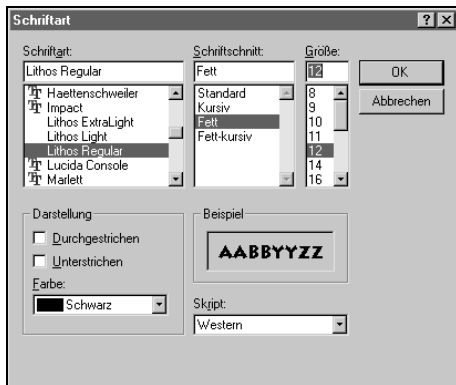 Schriftart
Schriftart:
Lithos Regular
Haettenschweiler
Impact
Lithos ExtraLight
Lithos Light
Lithos Regular
Lucida Console
Marlett
Schriftschnitt:
Fett
Standard
Kursiv
Fett
Fett-kursiv
Größe:
12
8
9
10
11
12
14
16
OK
Abbrechen
Darstellung
Durchgestrichen
Unterstrichen
Farbe:
Schwarz
Beispiel
AABBYYZZ
Skript:
Western